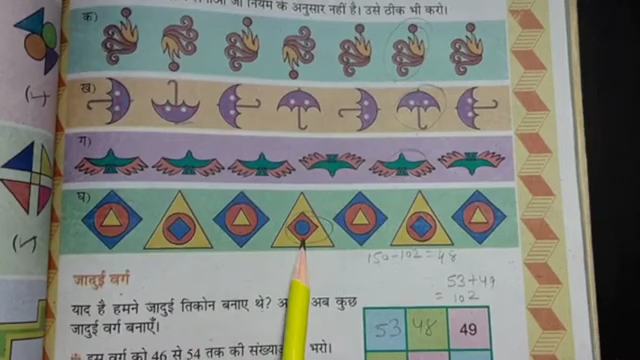 जो नियम के अनुसार नहीं है। उसे ठीक भी करो।
क)
ख)
ग)
घ)
150-102=48
जादुई वर्ग
53+49
=102
याद है हमने जादुई तिकोन बनाए थे? अब कुछ
जादुई वर्ग बनाएँ।
53 48 49
इस वर्ग को 46 से 54 तक की भरो।